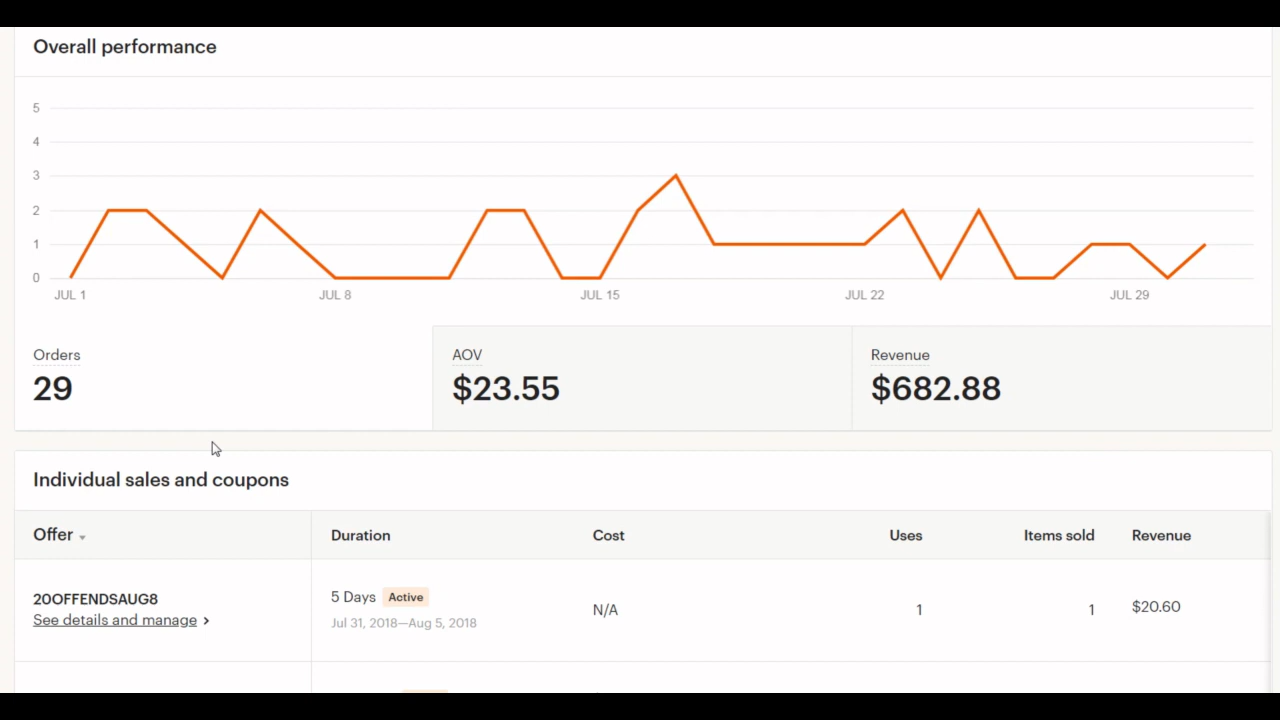 Overall performance
5
4
3
2
1
0
JUL 1 JUL 8 JUL 15 JUL 22 JUL 29
Orders AOV Revenue
29 $23.55 $682.88
Individual sales and coupons
Offer Duration Cost Uses Items sold Revenue
20OFFENDSAUG8 5 Days Active N/A 1 1 $20.60
See details and manage > Jul 31, 2018—Aug 5, 2018